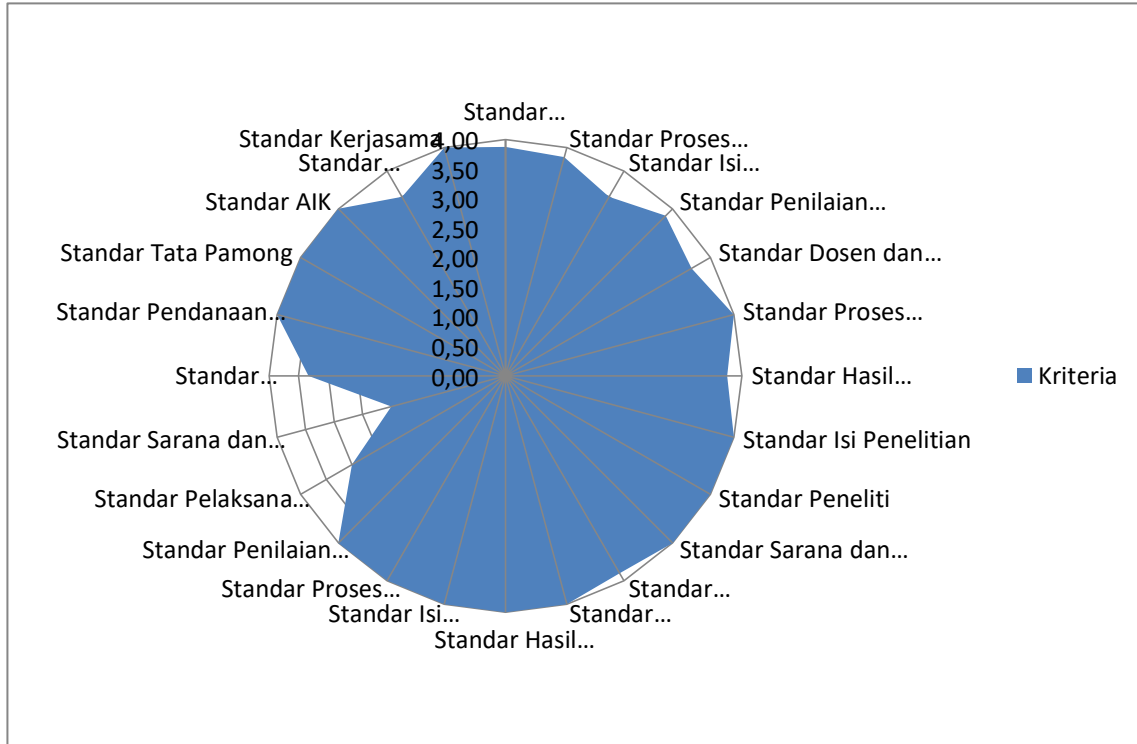 Standar...
Standar Proses...
Standar Isi...
Standar Penilaian...
Standar Dosen dan...
Standar Proses...
Standar Hasil...
Standar Isi Penelitian
Standar Peneliti
Standar Sarana dan...
Standar...
Standar...
Standar Hasil...
Standar Isi...
Standar Proses...
Standar Penilaian...
Standar Pelaksana...
Standar Sarana dan...
Standar...
Standar Pendanaan...
Standar Tata Pamong
Standar AIK
Standar...
Standar Kerjasama
4,00
3,50
3,00
2,50
2,00
1,50
1,00
0,50
0,00
Kriteria